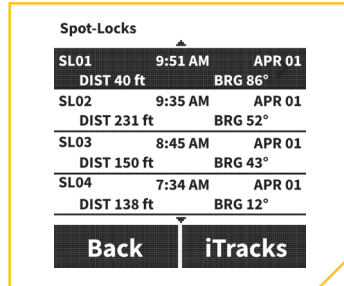 Spot-Locks
SL01 9:51 AM APR 01
DIST 40 ft BRG 86°
SL02 9:35 AM APR 01
DIST 231 ft BRG 52°
SL03 8:45 AM APR 01
DIST 150 ft BRG 43°
SL04 7:34 AM APR 01
DIST 138 ft BRG 12°
Back iTracks